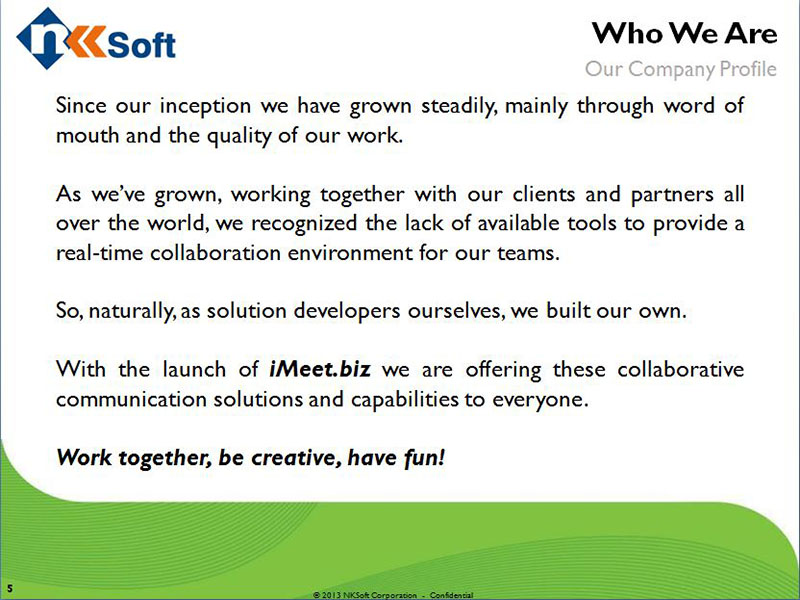 nK Soft
Who We Are
Our Company Profile
Since our inception we have grown steadily, mainly through word of
mouth and the quality of our work.
As we’ve grown, working together with our clients and partners all
over the world, we recognized the lack of available tools to provide a
real-time collaboration environment for our teams.
So, naturally, as solution developers ourselves, we built our own.
With the launch of iMeet.biz we are offering these collaborative
communication solutions and capabilities to everyone.
Work together, be creative, have fun!
5
© 2013 NKSoft Corporation - Confidential